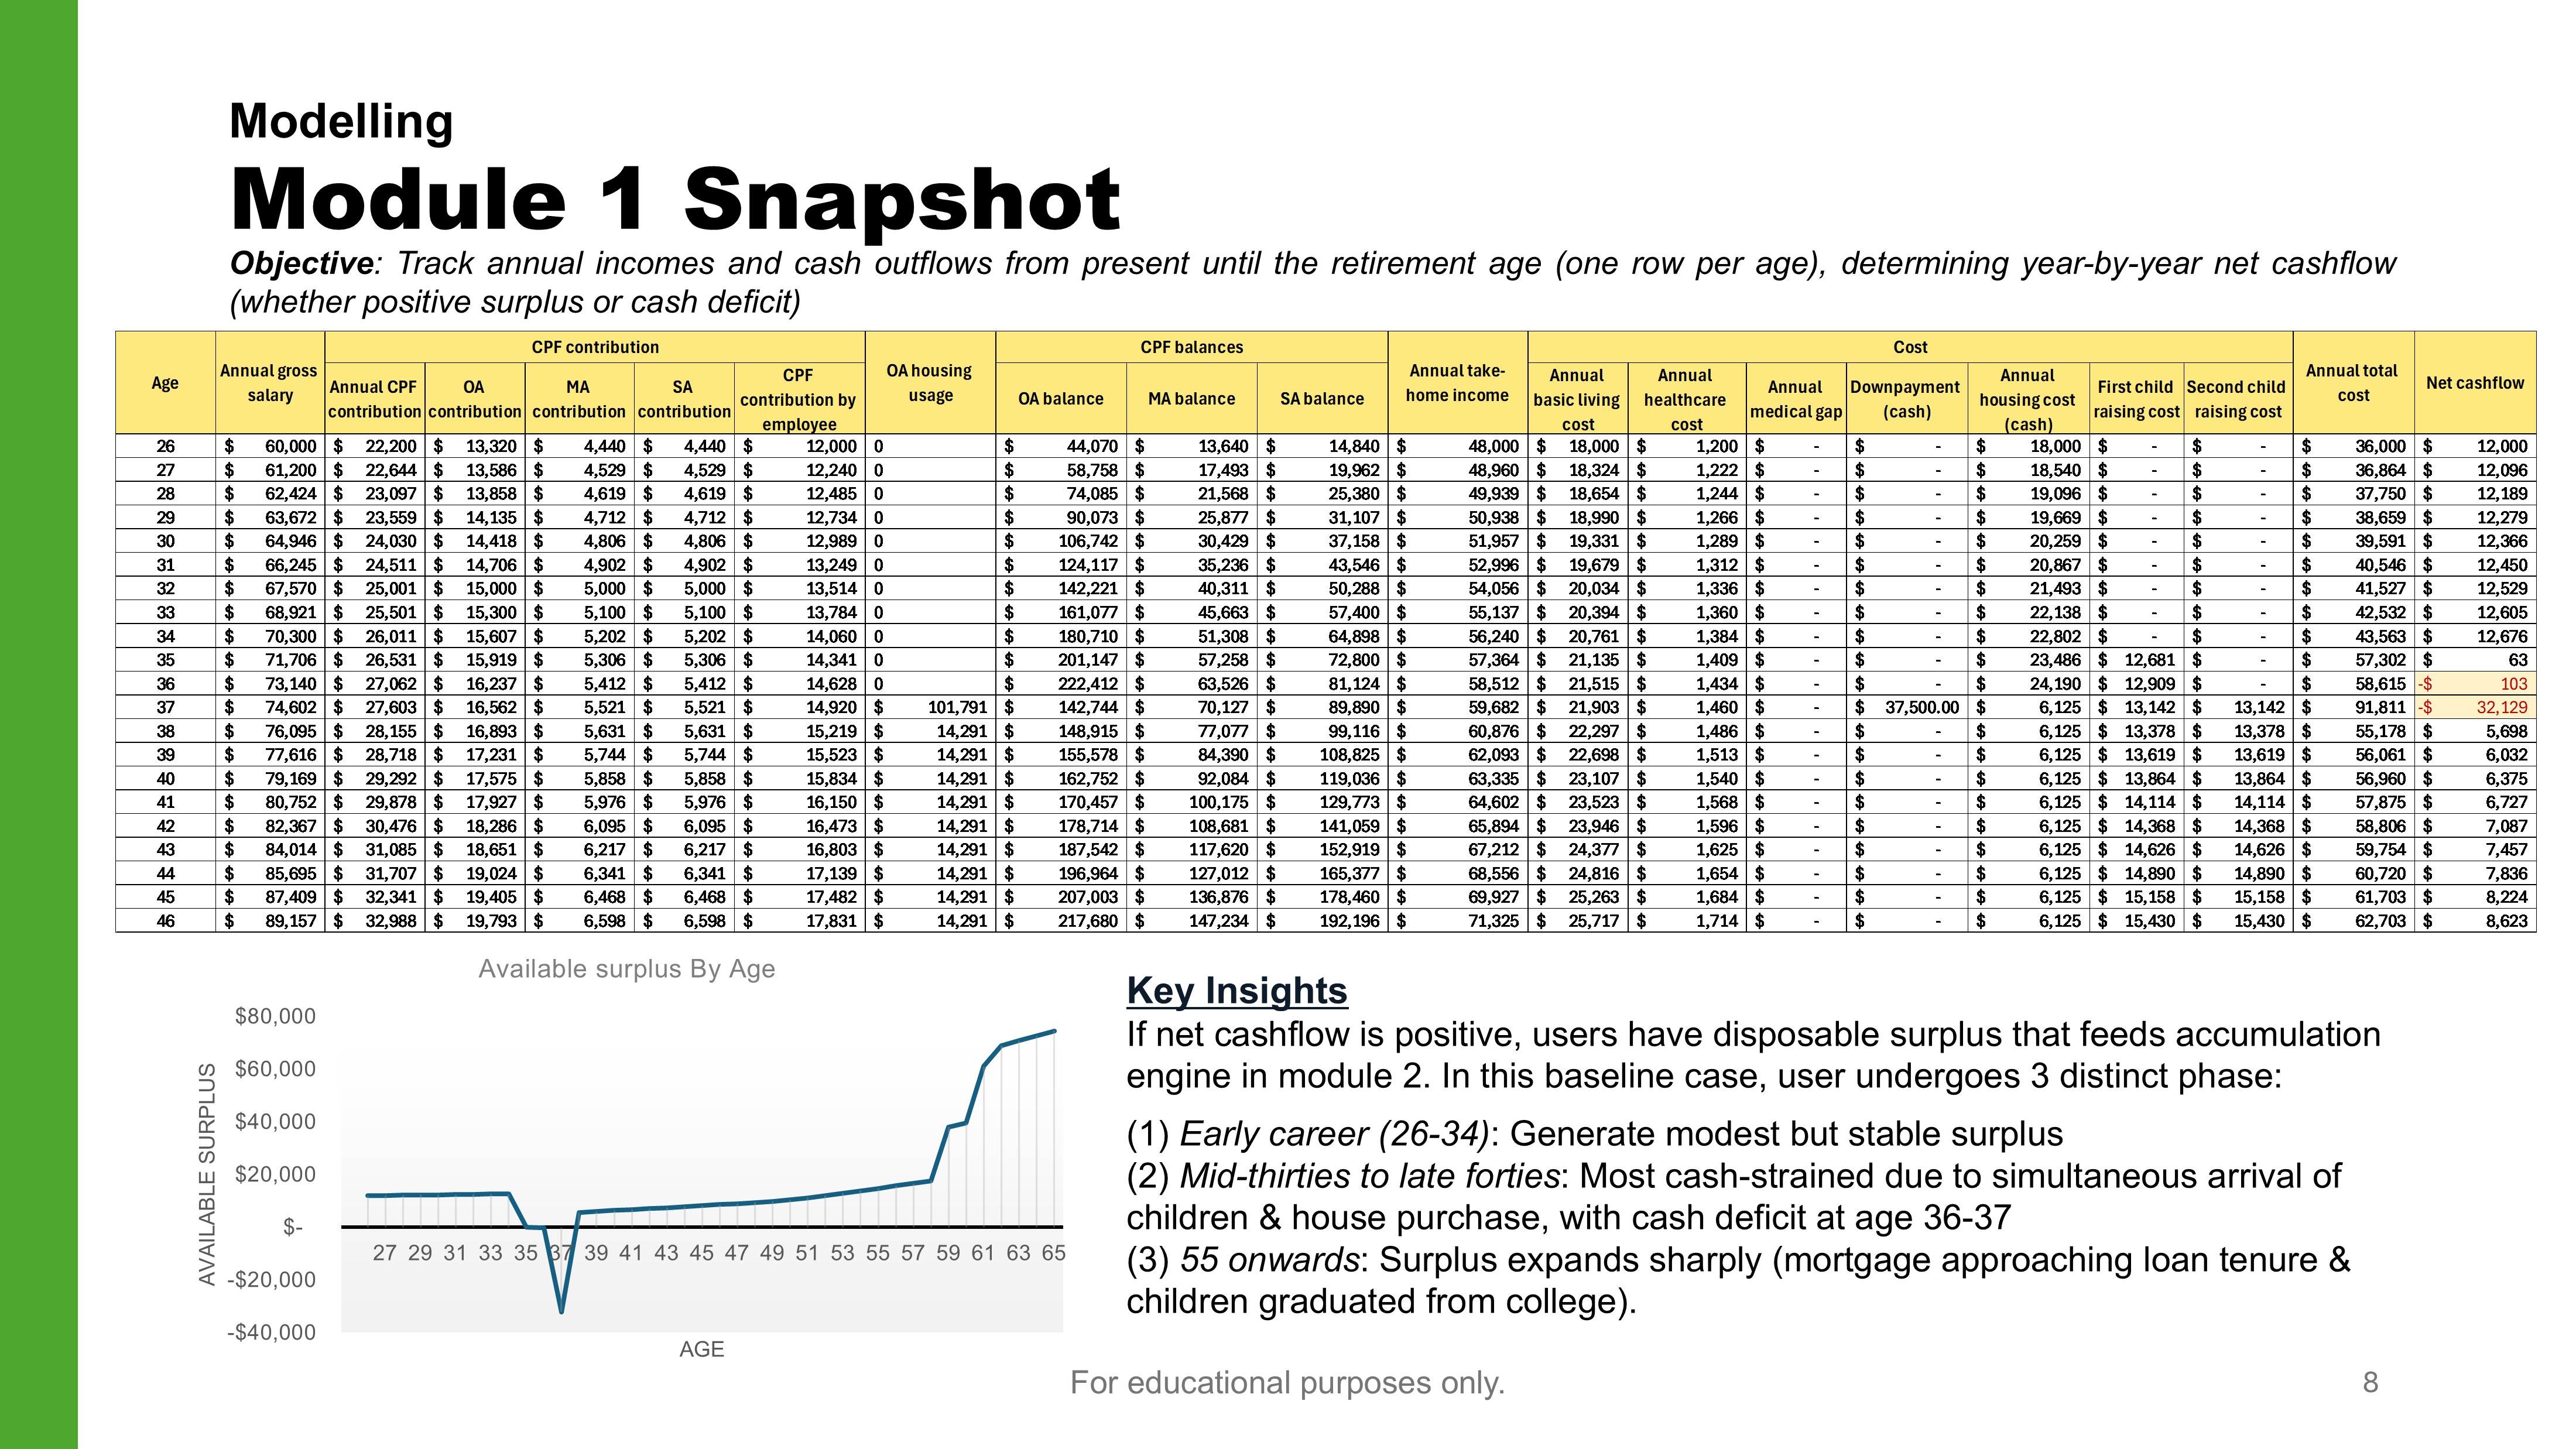 Modelling
Module 1 Snapshot
Objective: Track annual incomes and cash outflows from present until the retirement age (one row per age), determining year-by-year net cashflow
(whether positive surplus or cash deficit)
Age Annual gross salary CPF contribution OA housing usage CPF balances Annual take-home income Cost Annual total cost Net cashflow
Annual CPF contribution OA contribution MA contribution SA contribution CPF contribution by employee OA balance MA balance SA balance Annual basic living cost Annual healthcare cost Annual medical gap Downpayment (cash) Annual housing cost (cash) First child raising cost Second child raising cost
26 $ 60,000 $ 22,200 $ 13,320 $ 4,440 $ 4,440 $ 12,000 0 $ 44,070 $ 13,640 $ 14,840 $ 48,000 $ 18,000 $ 1,200 $ - $ - $ 18,000 $ - $ - $ 36,000 $ 12,000
27 $ 61,200 $ 22,644 $ 13,586 $ 4,529 $ 4,529 $ 12,240 0 $ 58,758 $ 17,493 $ 19,962 $ 48,960 $ 18,324 $ 1,222 $ - $ - $ 18,540 $ - $ - $ 36,864 $ 12,096
28 $ 62,424 $ 23,097 $ 13,858 $ 4,619 $ 4,619 $ 12,485 0 $ 74,085 $ 21,568 $ 25,380 $ 49,939 $ 18,654 $ 1,244 $ - $ - $ 19,096 $ - $ - $ 37,750 $ 12,189
29 $ 63,672 $ 23,559 $ 14,135 $ 4,712 $ 4,712 $ 12,734 0 $ 90,073 $ 25,877 $ 31,107 $ 50,938 $ 18,990 $ 1,266 $ - $ - $ 19,669 $ - $ - $ 38,659 $ 12,279
30 $ 64,946 $ 24,030 $ 14,418 $ 4,806 $ 4,806 $ 12,989 0 $ 106,742 $ 30,429 $ 37,158 $ 51,957 $ 19,331 $ 1,289 $ - $ - $ 20,259 $ - $ - $ 39,591 $ 12,366
31 $ 66,245 $ 24,511 $ 14,706 $ 4,902 $ 4,902 $ 13,249 0 $ 124,117 $ 35,236 $ 43,546 $ 52,996 $ 19,679 $ 1,312 $ - $ - $ 20,867 $ - $ - $ 40,546 $ 12,450
32 $ 67,570 $ 25,001 $ 15,000 $ 5,000 $ 5,000 $ 13,514 0 $ 142,221 $ 40,311 $ 50,288 $ 54,056 $ 20,034 $ 1,336 $ - $ - $ 21,493 $ - $ - $ 41,527 $ 12,529
33 $ 68,921 $ 25,501 $ 15,300 $ 5,100 $ 5,100 $ 13,784 0 $ 161,077 $ 45,663 $ 57,400 $ 55,137 $ 20,394 $ 1,360 $ - $ - $ 22,138 $ - $ - $ 42,532 $ 12,605
34 $ 70,300 $ 26,011 $ 15,607 $ 5,202 $ 5,202 $ 14,060 0 $ 180,710 $ 51,308 $ 64,898 $ 56,240 $ 20,761 $ 1,384 $ - $ - $ 22,802 $ - $ - $ 43,563 $ 12,676
35 $ 71,706 $ 26,531 $ 15,919 $ 5,306 $ 5,306 $ 14,341 0 $ 201,147 $ 57,258 $ 72,800 $ 57,364 $ 21,135 $ 1,409 $ - $ - $ 23,486 $ 12,681 $ - $ 57,302 $ 63
36 $ 73,140 $ 27,062 $ 16,237 $ 5,412 $ 5,412 $ 14,628 0 $ 222,412 $ 63,526 $ 81,124 $ 58,512 $ 21,515 $ 1,434 $ - $ - $ 24,190 $ 12,909 $ - $ 58,615 -$ 103
37 $ 74,602 $ 27,603 $ 16,562 $ 5,521 $ 5,521 $ 14,920 $ 101,791 $ 142,744 $ 70,127 $ 89,890 $ 59,682 $ 21,903 $ 1,460 $ - $ 37,500.00 $ 6,125 $ 13,142 $ 13,142 $ 91,811 -$ 32,129
38 $ 76,095 $ 28,155 $ 16,893 $ 5,631 $ 5,631 $ 15,219 $ 14,291 $ 148,915 $ 77,077 $ 99,116 $ 60,876 $ 22,297 $ 1,486 $ - $ - $ 6,125 $ 13,378 $ 13,378 $ 55,178 $ 5,698
39 $ 77,616 $ 28,718 $ 17,231 $ 5,744 $ 5,744 $ 15,523 $ 14,291 $ 155,578 $ 84,390 $ 108,825 $ 62,093 $ 22,698 $ 1,513 $ - $ - $ 6,125 $ 13,619 $ 13,619 $ 56,061 $ 6,032
40 $ 79,169 $ 29,292 $ 17,575 $ 5,858 $ 5,858 $ 15,834 $ 14,291 $ 162,752 $ 92,084 $ 119,036 $ 63,335 $ 23,107 $ 1,540 $ - $ - $ 6,125 $ 13,864 $ 13,864 $ 56,960 $ 6,375
41 $ 80,752 $ 29,878 $ 17,927 $ 5,976 $ 5,976 $ 16,150 $ 14,291 $ 170,457 $ 100,175 $ 129,773 $ 64,602 $ 23,523 $ 1,568 $ - $ - $ 6,125 $ 14,114 $ 14,114 $ 57,875 $ 6,727
42 $ 82,367 $ 30,476 $ 18,286 $ 6,095 $ 6,095 $ 16,473 $ 14,291 $ 178,714 $ 108,681 $ 141,059 $ 65,894 $ 23,946 $ 1,596 $ - $ - $ 6,125 $ 14,368 $ 14,368 $ 58,806 $ 7,087
43 $ 84,014 $ 31,085 $ 18,651 $ 6,217 $ 6,217 $ 16,803 $ 14,291 $ 187,542 $ 117,620 $ 152,919 $ 67,212 $ 24,377 $ 1,625 $ - $ - $ 6,125 $ 14,626 $ 14,626 $ 59,754 $ 7,457
44 $ 85,695 $ 31,707 $ 19,024 $ 6,341 $ 6,341 $ 17,139 $ 14,291 $ 196,964 $ 127,012 $ 165,377 $ 68,556 $ 24,816 $ 1,654 $ - $ - $ 6,125 $ 14,890 $ 14,890 $ 60,720 $ 7,836
45 $ 87,409 $ 32,341 $ 19,405 $ 6,468 $ 6,468 $ 17,482 $ 14,291 $ 207,003 $ 136,876 $ 178,460 $ 69,927 $ 25,263 $ 1,684 $ - $ - $ 6,125 $ 15,158 $ 15,158 $ 61,703 $ 8,224
46 $ 89,157 $ 32,988 $ 19,793 $ 6,598 $ 6,598 $ 17,831 $ 14,291 $ 217,680 $ 147,234 $ 192,196 $ 71,325 $ 25,717 $ 1,714 $ - $ - $ 6,125 $ 15,430 $ 15,430 $ 62,703 $ 8,623
Available surplus By Age
AVAILABLE SURPLUS
$80,000
$60,000
$40,000
$20,000
$-
-$20,000
-$40,000
27 29 31 33 35 37 39 41 43 45 47 49 51 53 55 57 59 61 63 65
AGE
Key Insights
If net cashflow is positive, users have disposable surplus that feeds accumulation
engine in module 2. In this baseline case, user undergoes 3 distinct phase:
(1) Early career (26-34): Generate modest but stable surplus
(2) Mid-thirties to late forties: Most cash-strained due to simultaneous arrival of
children & house purchase, with cash deficit at age 36-37
(3) 55 onwards: Surplus expands sharply (mortgage approaching loan tenure &
children graduated from college).
For educational purposes only.
8